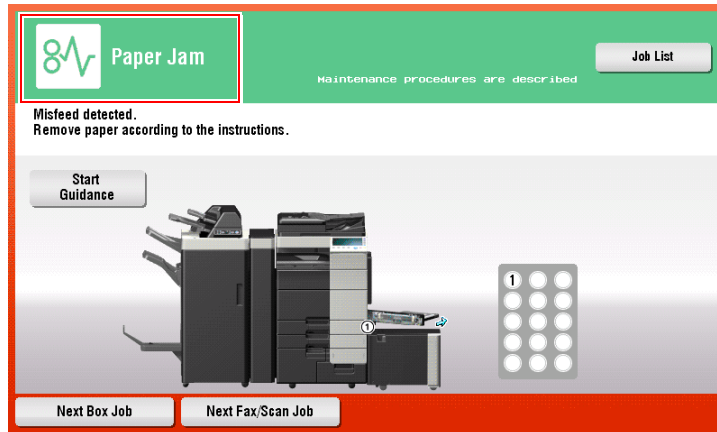 Paper Jam
Job List
Maintenance procedures are described
Misfeed detected.
Remove paper according to the instructions.
Start
Guidance
1
1
Next Box Job
Next Fax/Scan Job